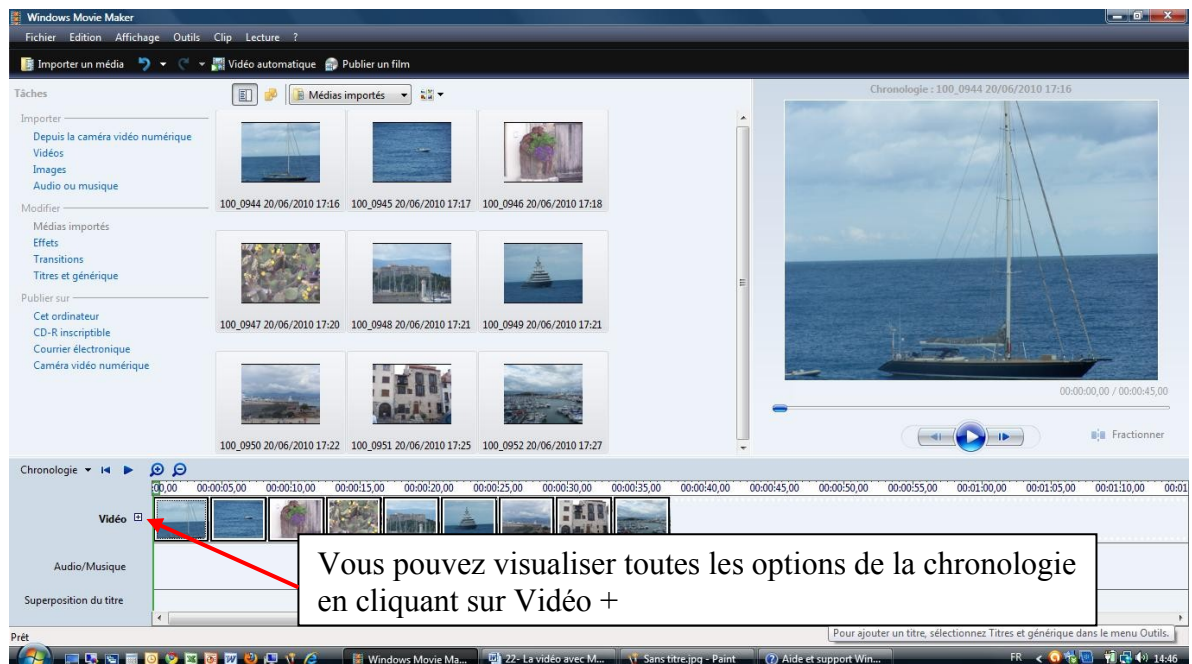 Windows Movie Maker
Fichier Edition Affichage Outils Clip Lecture ?
Importer un média Vidéo automatique Publier un film
Tâches
Médias importés
Chronologie : 100_0944 20/06/2010 17:16
Importer
Depuis la caméra vidéo numérique
Vidéos
Images
Audio ou musique
Modifier
Médias importés
Effets
Transitions
Titres et générique
Publier sur
Cet ordinateur
CD-R inscriptible
Courrier électronique
Caméra vidéo numérique
100_0944 20/06/2010 17:16 100_0945 20/06/2010 17:17 100_0946 20/06/2010 17:18
100_0947 20/06/2010 17:20 100_0948 20/06/2010 17:21 100_0949 20/06/2010 17:21
100_0950 20/06/2010 17:22 100_0951 20/06/2010 17:25 100_0952 20/06/2010 17:27
00:00:00,00 / 00:00:45,00
Fractionner
Chronologie
:00,00 00:00:05,00 00:00:10,00 00:00:15,00 00:00:20,00 00:00:25,00 00:00:30,00 00:00:35,00 00:00:40,00 00:00:45,00 00:00:50,00 00:00:55,00 00:01:00,00 00:01:05,00 00:01:10,00 00:01
Vidéo
Audio/Musique
Superposition du titre
Vous pouvez visualiser toutes les options de la chronologie
en cliquant sur Vidéo +
Prêt
Pour ajouter un titre, sélectionnez Titres et générique dans le menu Outils.
Windows Movie Ma... 22- La vidéo avec M... Sans titre.jpg - Paint Aide et support Win... FR 14:46